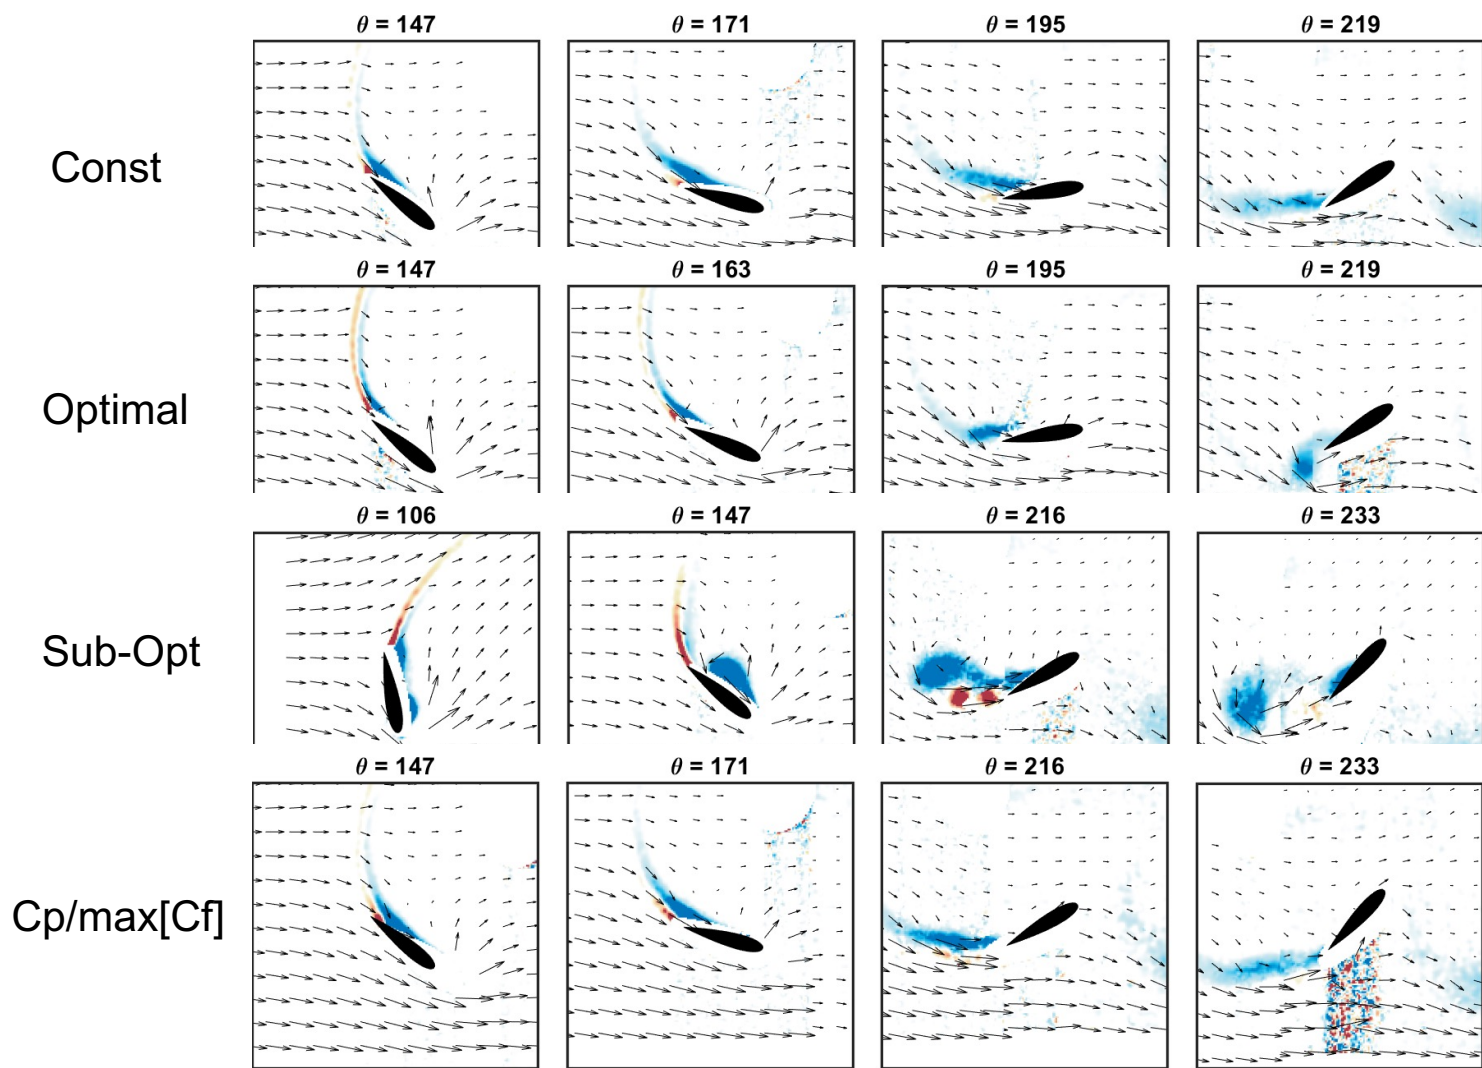 θ = 147 θ = 171 θ = 195 θ = 219
Const
θ = 147 θ = 163 θ = 195 θ = 219
Optimal
θ = 106 θ = 147 θ = 216 θ = 233
Sub-Opt
θ = 147 θ = 171 θ = 216 θ = 233
Cp/max[Cf]